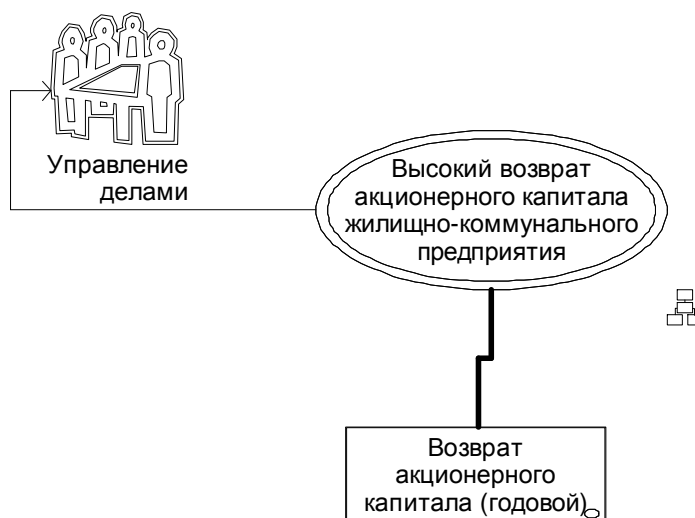 Управление
делами
Высокий возврат
акционерного капитала
жилищно-коммунального
предприятия
Возврат
акционерного
капитала (годовой)